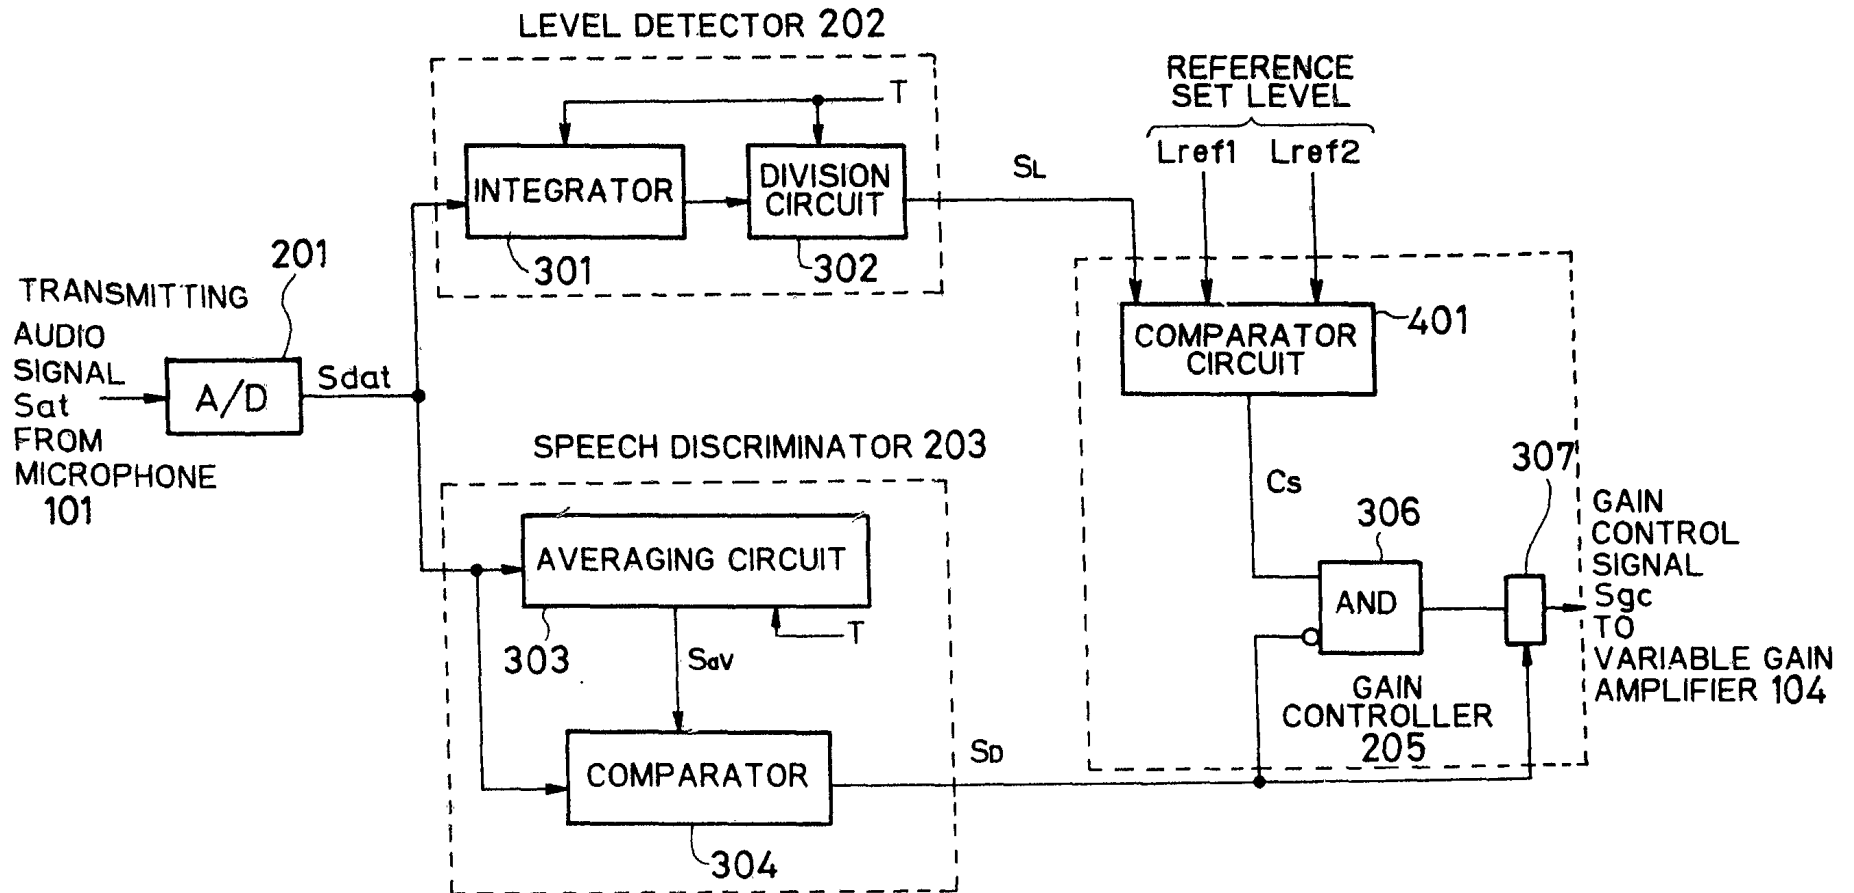 LEVEL DETECTOR 202
T
REFERENCE
SET LEVEL
Lref1 Lref2
INTEGRATOR
DIVISION
CIRCUIT
SL
301
302
201
TRANSMITTING
AUDIO
SIGNAL
Sat
FROM
MICROPHONE
101
A/D
Sdat
COMPARATOR
CIRCUIT
401
SPEECH DISCRIMINATOR 203
AVERAGING CIRCUIT
303
T
Sav
COMPARATOR
304
SD
Cs
306
AND
307
GAIN
CONTROLLER
205
GAIN
CONTROL
SIGNAL
Sgc
TO
VARIABLE GAIN
AMPLIFIER 104